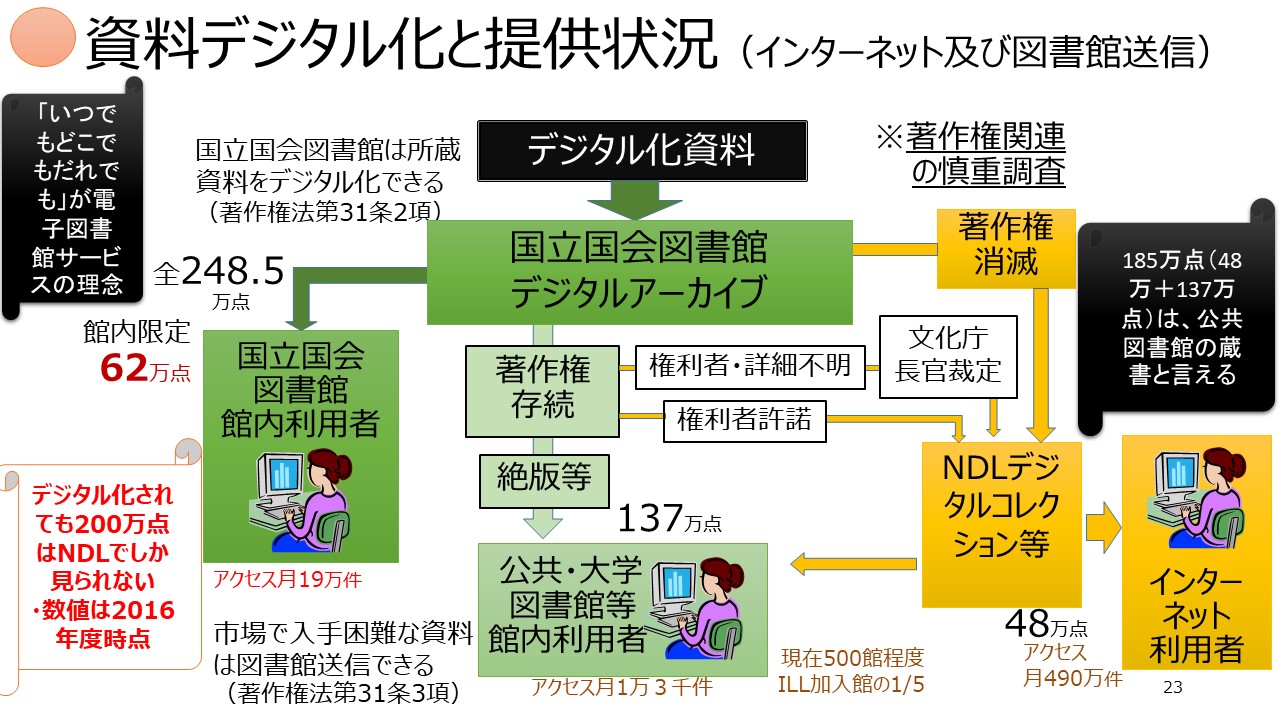 資料デジタル化と提供状況（インターネット及び図書館送信）
「いつで
もどこで
もだれで
も」が電
子図書
館サービ
スの理念
国立国会図書館は所蔵
資料をデジタル化できる
（著作権法第31条2項）
デジタル化資料
※著作権関連
の慎重調査
国立国会図書館
デジタルアーカイブ
著作権
消滅
185万点（48
万＋137万
点）は、公共
図書館の蔵
書と言える
全248.5
万点
館内限定
62万点
国立国会
図書館
館内利用者
アクセス月19万件
著作権
存続
権利者・詳細不明
文化庁
長官裁定
権利者許諾
絶版等
137万点
NDLデジ
タルコレク
ション等
48万点
アクセス
月490万件
インター
ネット
利用者
デジタル化され
ても200万点
はNDLでしか
見られない
・数値は2016
年度時点
市場で入手困難な資料
は図書館送信できる
（著作権法第31条3項）
公共・大学
図書館等
館内利用者
アクセス月1万３千件
現在500館程度
ILL加入館の1/5
23